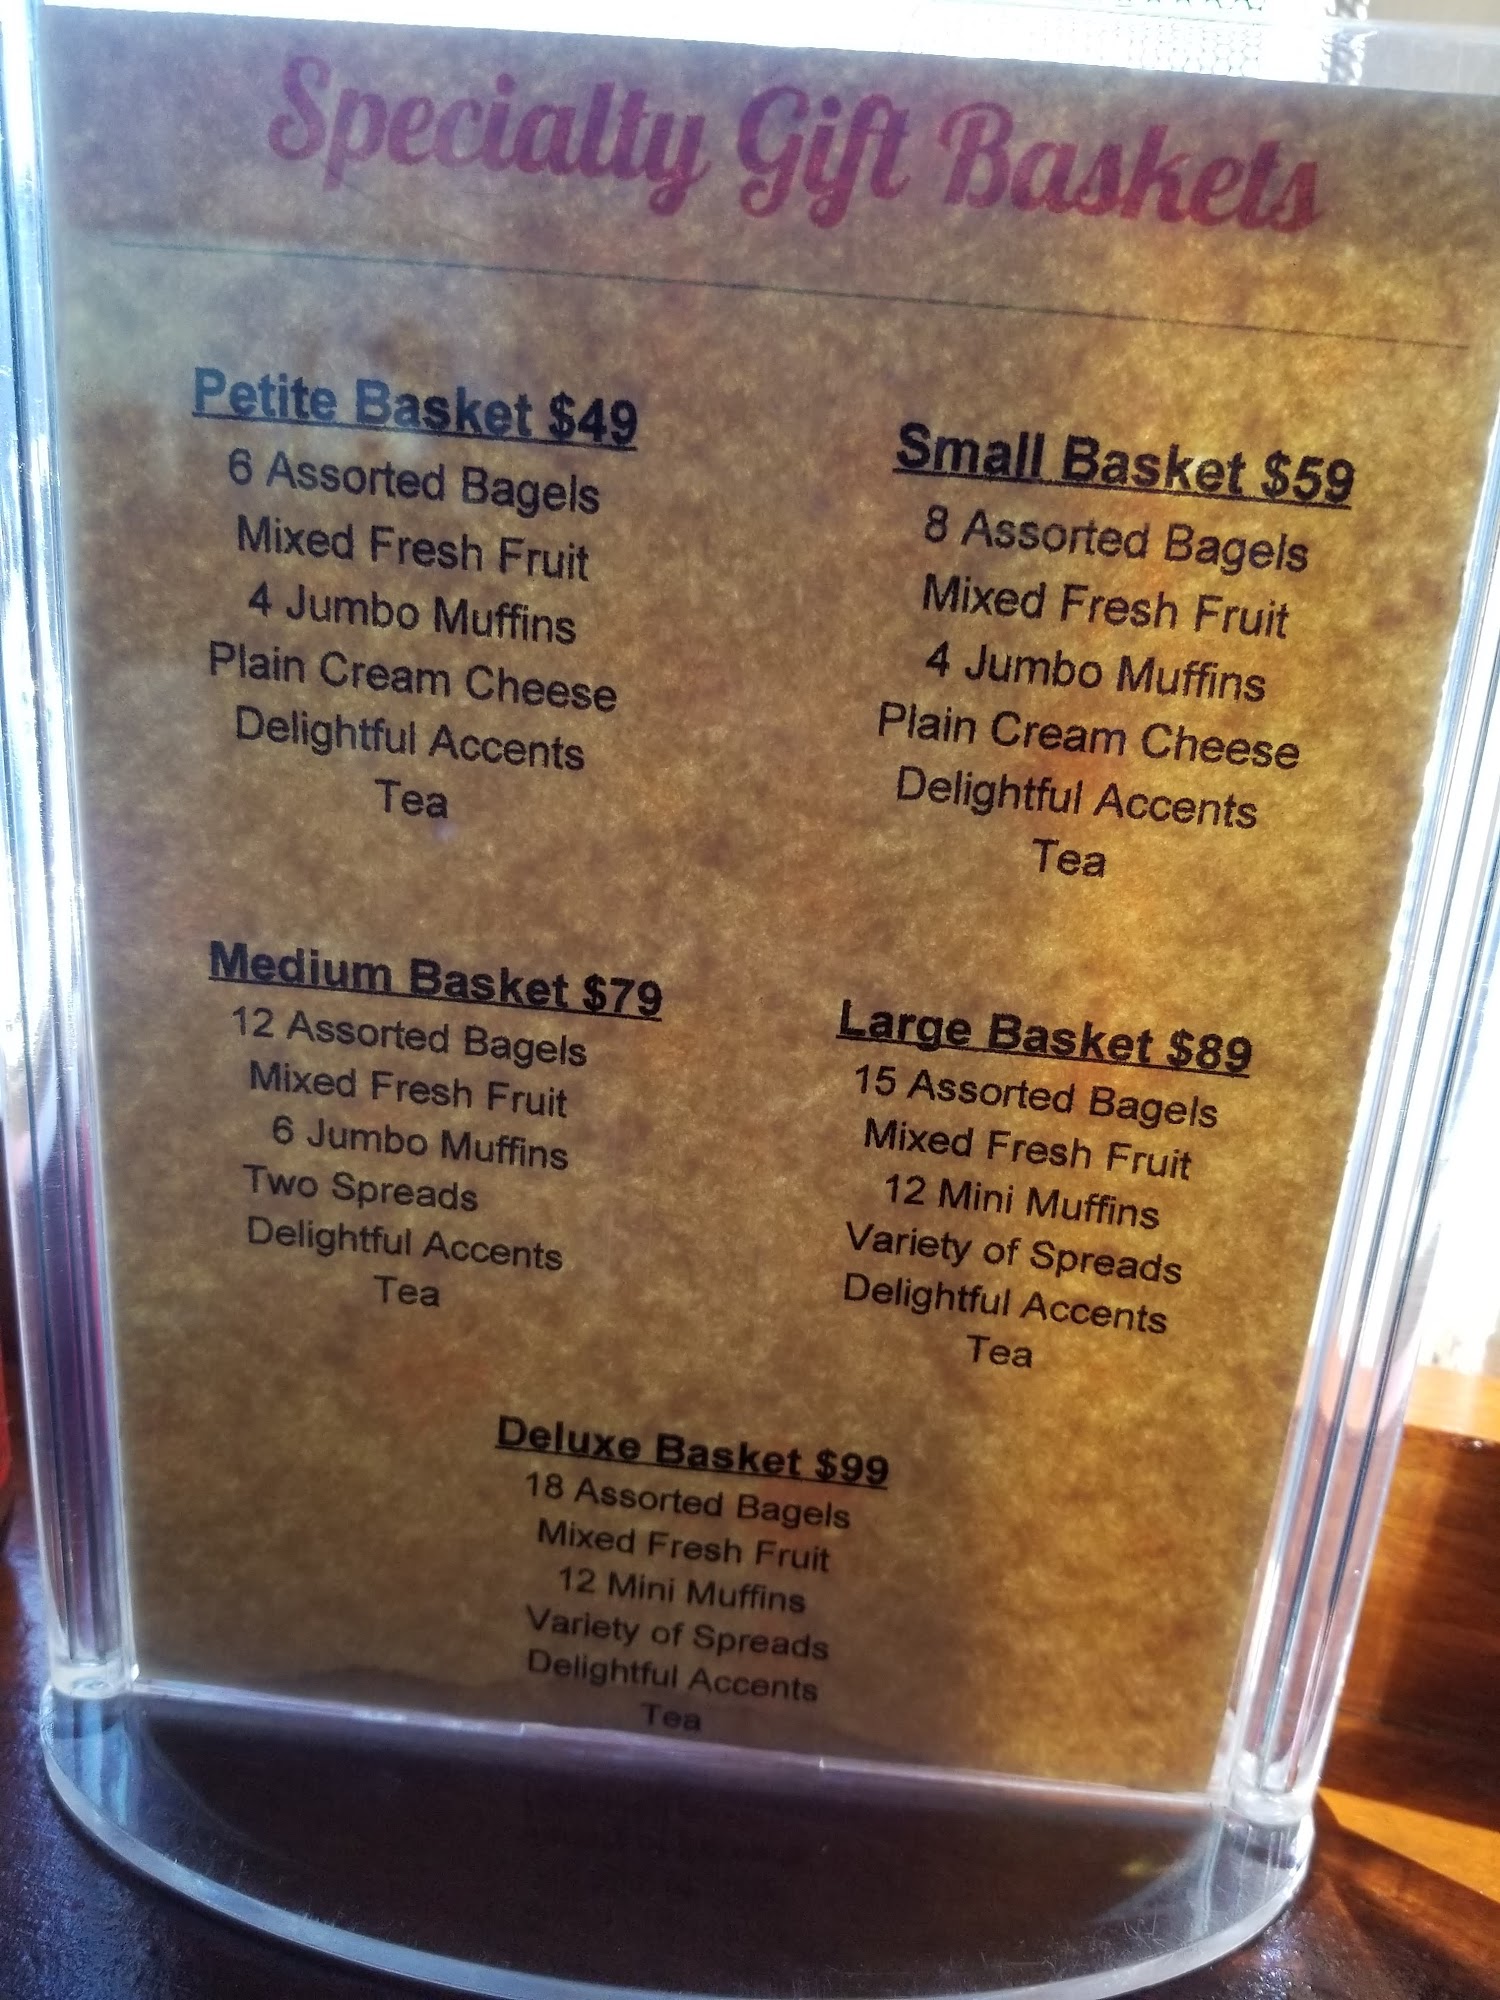 Specialty Gift Baskets
Petite Basket $49
6 Assorted Bagels
Mixed Fresh Fruit
4 Jumbo Muffins
Plain Cream Cheese
Delightful Accents
Tea
Small Basket $59
8 Assorted Bagels
Mixed Fresh Fruit
4 Jumbo Muffins
Plain Cream Cheese
Delightful Accents
Tea
Medium Basket $79
12 Assorted Bagels
Mixed Fresh Fruit
6 Jumbo Muffins
Two Spreads
Delightful Accents
Tea
Large Basket $89
15 Assorted Bagels
Mixed Fresh Fruit
12 Mini Muffins
Variety of Spreads
Delightful Accents
Tea
Deluxe Basket $99
18 Assorted Bagels
Mixed Fresh Fruit
12 Mini Muffins
Variety of Spreads
Delightful Accents
Tea